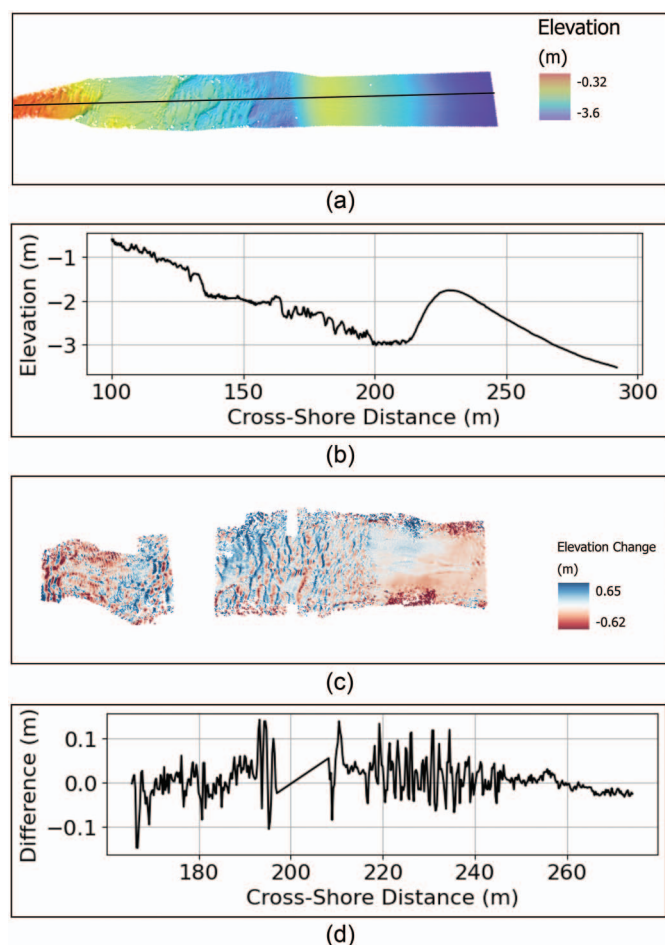 Elevation
(m)
-0.32
-3.6
(a)
Elevation (m)
−1
−2
−3
100
150
200
250
300
Cross-Shore Distance (m)
(b)
Elevation Change
(m)
0.65
-0.62
(c)
Difference (m)
0.1
0.0
−0.1
180
200
220
240
260
Cross-Shore Distance (m)
(d)